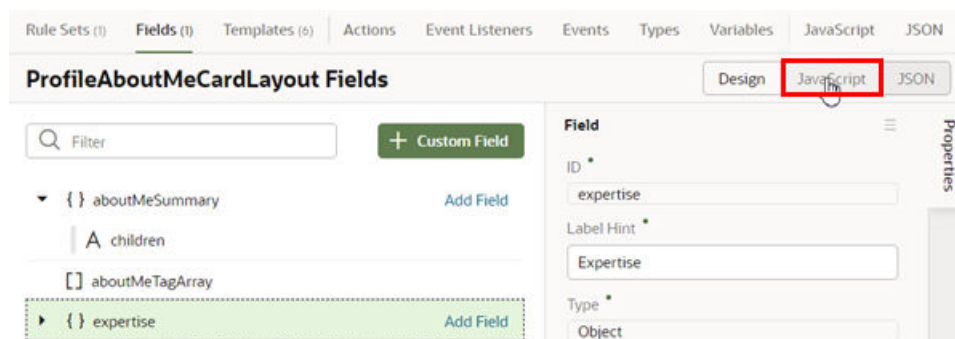 Rule Sets (1) Fields (1) Templates (6) Actions Event Listeners Events Types Variables JavaScript JSON
ProfileAboutMeCardLayout Fields Design JavaScript JSON
Filter + Custom Field
Field
Properties
ID
{ } aboutMeSummary Add Field
expertise
A children
Label Hint
Expertise
[ ] aboutMeTagArray
Type
{ } expertise Add Field
Object